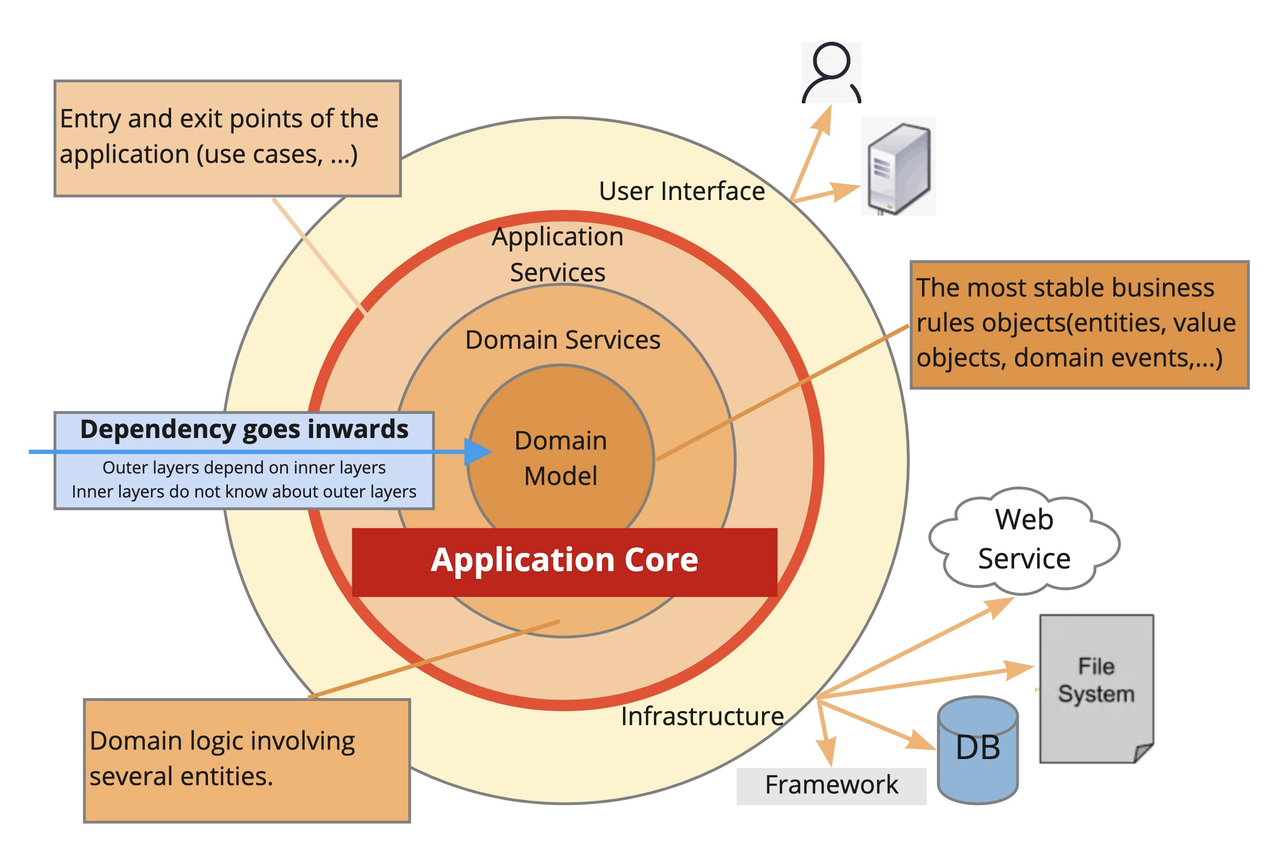 Entry and exit points of the
application (use cases, ...)
User Interface
Application
Services
The most stable business
rules objects(entities, value
objects, domain events,...)
Domain Services
Dependency goes inwards
Outer layers depend on inner layers
Inner layers do not know about outer layers
Domain
Model
Application Core
Web
Service
File
System
Domain logic involving
several entities.
Infrastructure
DB
Framework